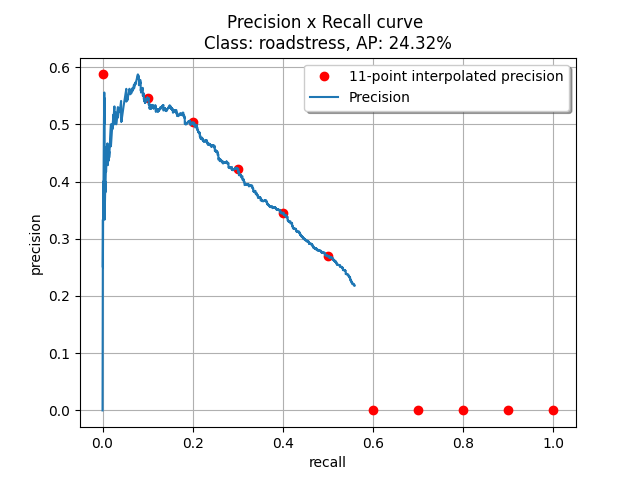 Precision x Recall curve
Class: roadstress, AP: 24.32%
11-point interpolated precision
Precision
0.6
0.5
0.4
0.3
0.2
0.1
0.0
precision
0.0 0.2 0.4 0.6 0.8 1.0
recall